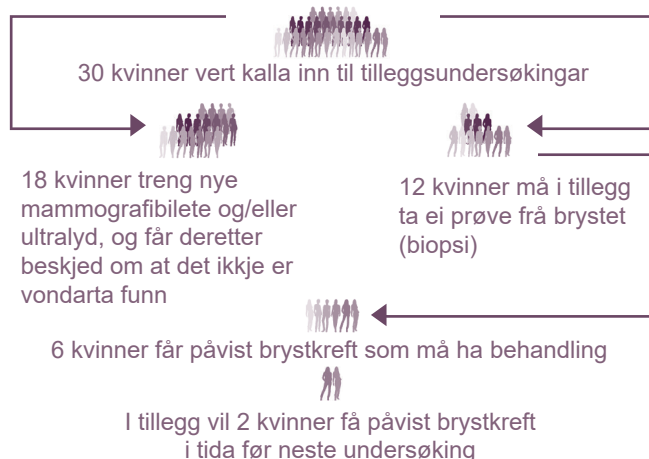 30 kvinner vert kalla inn til tilleggsundersøkingar
18 kvinner treng nye
mammografibilete og/eller
ultralyd, og får deretter
beskjed om at det ikkje er
vondarta funn
12 kvinner må i tillegg
ta ei prøve frå brystet
(biopsi)
6 kvinner får påvist brystkreft som må ha behandling
I tillegg vil 2 kvinner få påvist brystkreft
i tida før neste undersøking